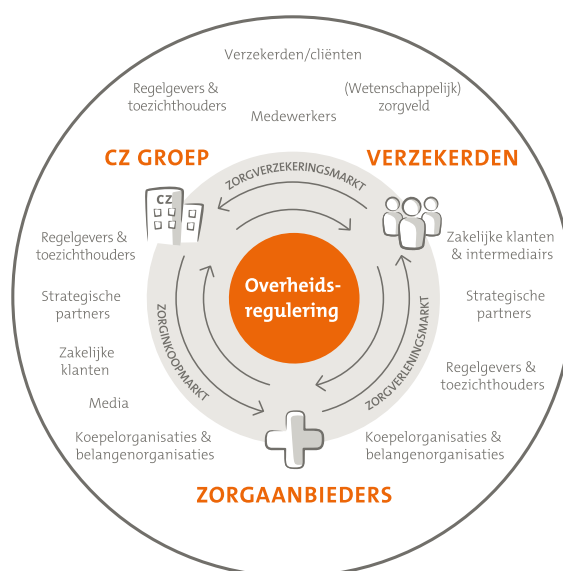 Verzekerden/cliënten
Regelgevers &
toezichthouders
(Wetenschappelijk)
zorgveld
Medewerkers
CZ GROEP
VERZEKERDEN
ZORGVERZEKERINGSMARKT
CZ
Regelgevers &
toezichthouders
Zakelijke klanten
& intermediairs
Overheids-
regulering
Strategische
partners
Strategische
partners
ZORGINKOOPMARKT
ZORGVERLENINGSMARKT
Zakelijke
klanten
Regelgevers &
toezichthouders
Media
Koepelorganisaties &
belangenorganisaties
Koepelorganisaties &
belangenorganisaties
ZORGAANBIEDERS